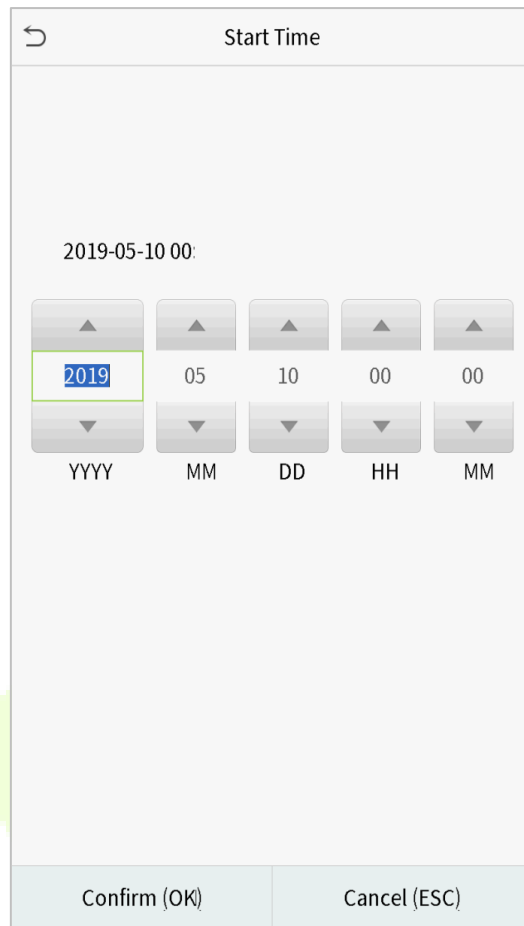 Start Time
2019-05-10 00:
2019 05 10 00 00
YYYY MM DD HH MM
Confirm (OK) Cancel (ESC)